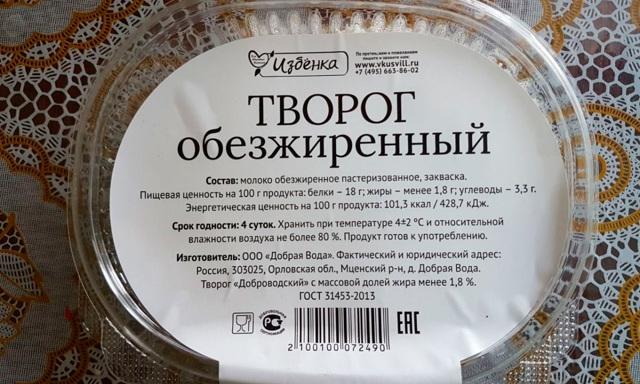 Избёнка
По претензиям и пожеланиям
пишите и звоните нам:
www.vkusvill.ru
+7 (495) 663-86-02
ТВОРОГ
обезжиренный
Состав: молоко обезжиренное пастеризованное, закваска.
Пищевая ценность на 100 г продукта: белки – 18 г; жиры – менее 1,8 г; углеводы – 3,3 г.
Энергетическая ценность на 100 г продукта: 101,3 ккал / 428,7 кДж.
Срок годности: 4 суток. Хранить при температуре 4±2 °С и относительной
влажности воздуха не более 80 %. Продукт готов к употреблению.
Изготовитель: ООО «Добрая Вода». Фактический и юридический адрес:
Россия, 303025, Орловская обл., Мценский р-н, д. Добрая Вода.
Творог «Доброводский» с массовой долей жира менее 1,8 %.
ГОСТ 31453-2013
ЕАС
2 100100 072490